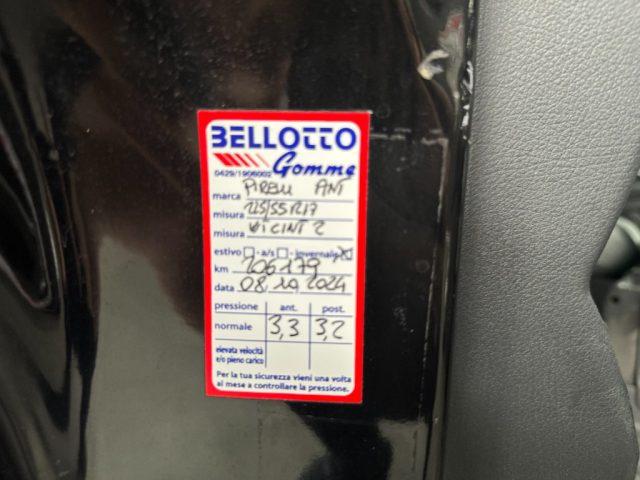 BELLOTTO
Gomme
0429/1906002
marca PIRELLI ANT
misura 225/55R17
misura VICINT 2
estivo - a/s - invernale X
km 206179
data 08,10,2024
pressione ant. post.
normale 3,3 3,2
elevata velocità
e/o pieno carico
Per la tua sicurezza vieni una volta
al mese a controllare la pressione.